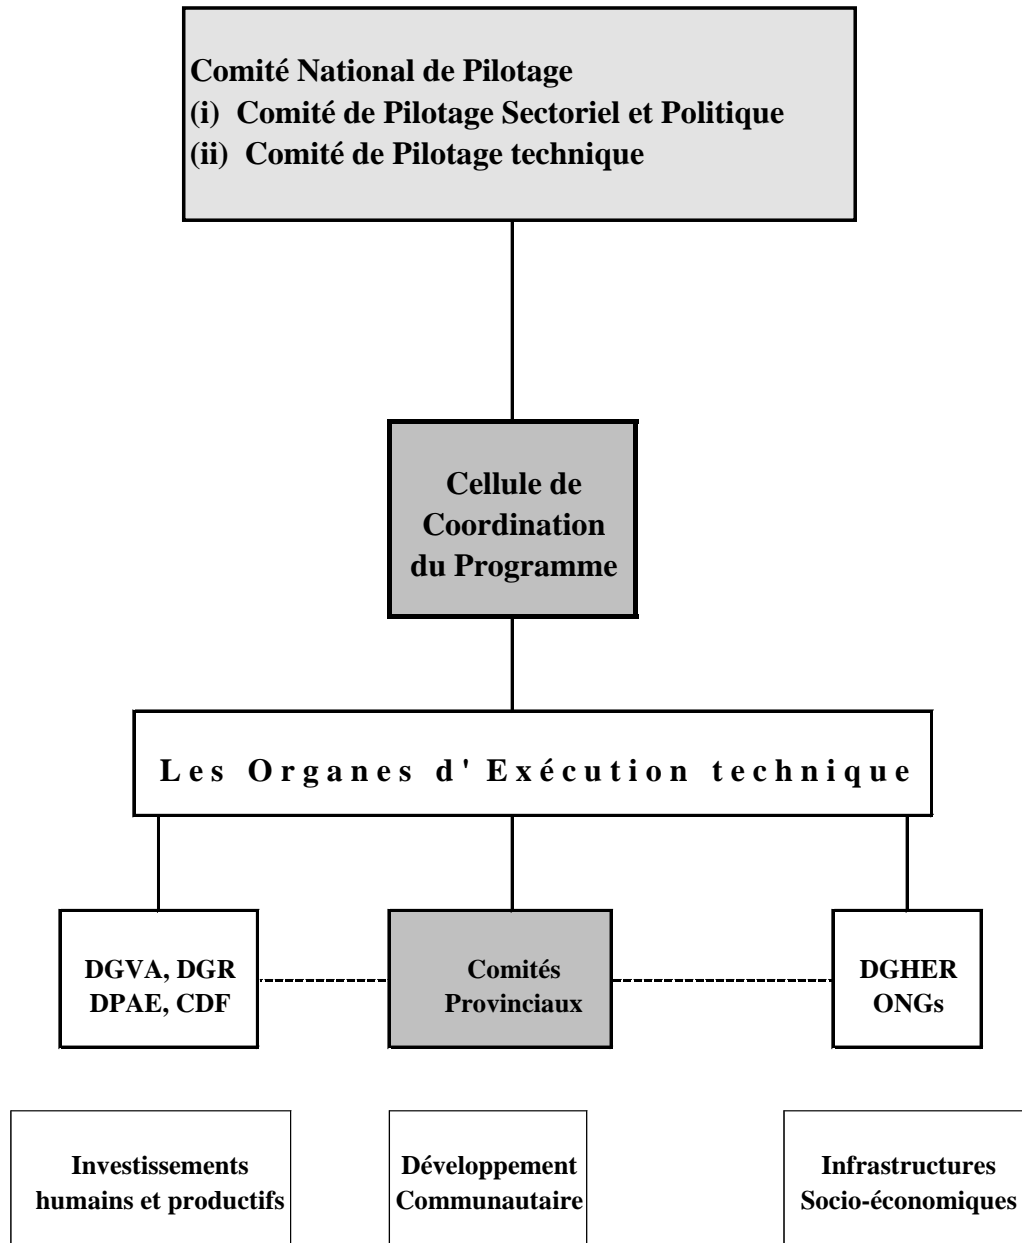 Comité National de Pilotage
(i) Comité de Pilotage Sectoriel et Politique
(ii) Comité de Pilotage technique
Cellule de
Coordination
du Programme
Les Organes d' Exécution technique
DGVA, DGR
DPAE, CDF
Comités
Provinciaux
DGHER
ONGs
Investissements
humains et productifs
Développement
Communautaire
Infrastructures
Socio-économiques